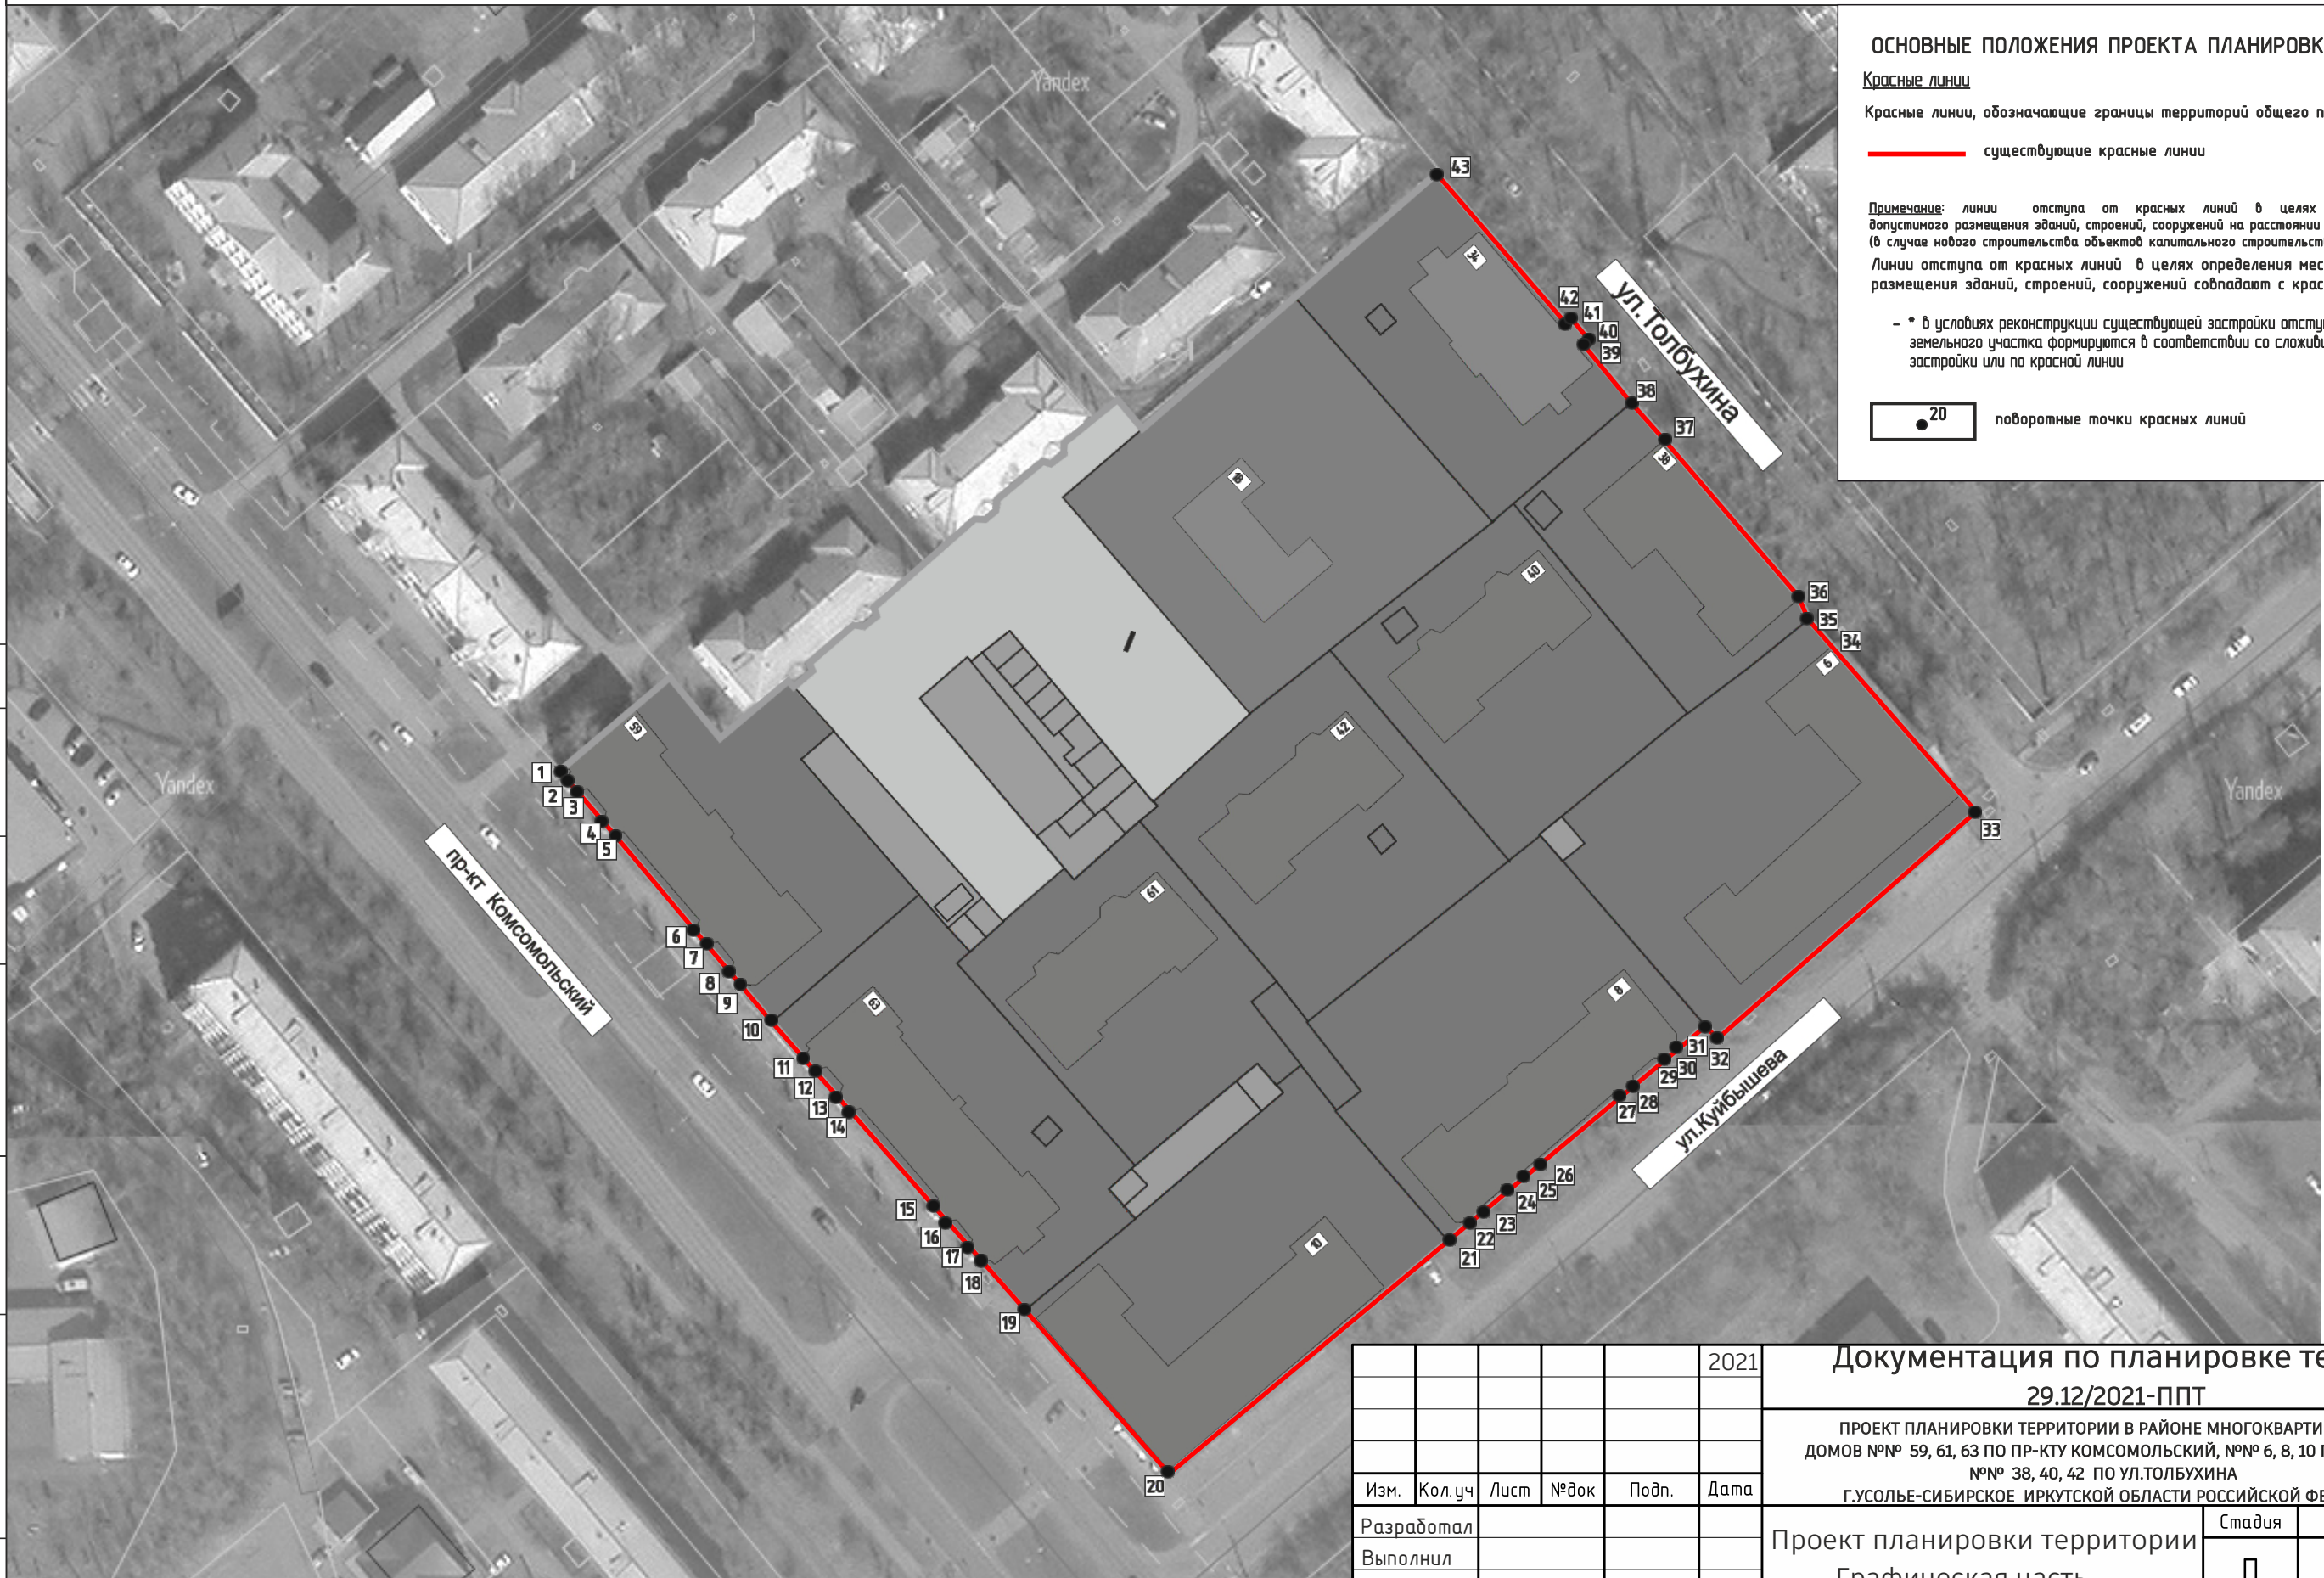 ОСНОВНЫЕ ПОЛОЖЕНИЯ ПРОЕКТА ПЛАНИРОВК
Красные линии
Красные линии, обозначающие границы территорий общего п
существующие красные линии
Примечание: линии отступа от красных линий в целях
допустимого размещения зданий, строений, сооружений на расстоянии
(в случае нового строительства объектов капитального строительст
Линии отступа от красных линий в целях определения мес
размещения зданий, строений, сооружений совпадают с крас
- * в условиях реконструкции существующей застройки отсту
земельного участка формируются в соответствии со сложив
застройки или по красной линии
20
поворотные точки красных линий
Yandex
Yandex
Yandex
ул.Толбухина
пр-кт Комсомольский
ул.Куйбышева
43
42
41
40
39
38
37
36
35
34
33
32
31
30
29
28
27
26
25
24
23
22
21
20
19
18
17
16
15
14
13
12
11
10
9
8
7
6
5
4
3
2
1
34
38
40
42
6
59
61
63
8
10
2021
Документация по планировке те
29.12/2021-ППТ
ПРОЕКТ ПЛАНИРОВКИ ТЕРРИТОРИИ В РАЙОНЕ МНОГОКВАРТИ
ДОМОВ №№ 59, 61, 63 ПО ПР-КТУ КОМСОМОЛЬСКИЙ, №№ 6, 8, 10 П
№№ 38, 40, 42 ПО УЛ.ТОЛБУХИНА
Г.УСОЛЬЕ-СИБИРСКОЕ ИРКУТСКОЙ ОБЛАСТИ РОССИЙСКОЙ ФЕ
Изм. Кол.уч Лист №док Подп. Дата
Разработал
Выполнил
Проект планировки территории
Графическая часть
Стадия
П